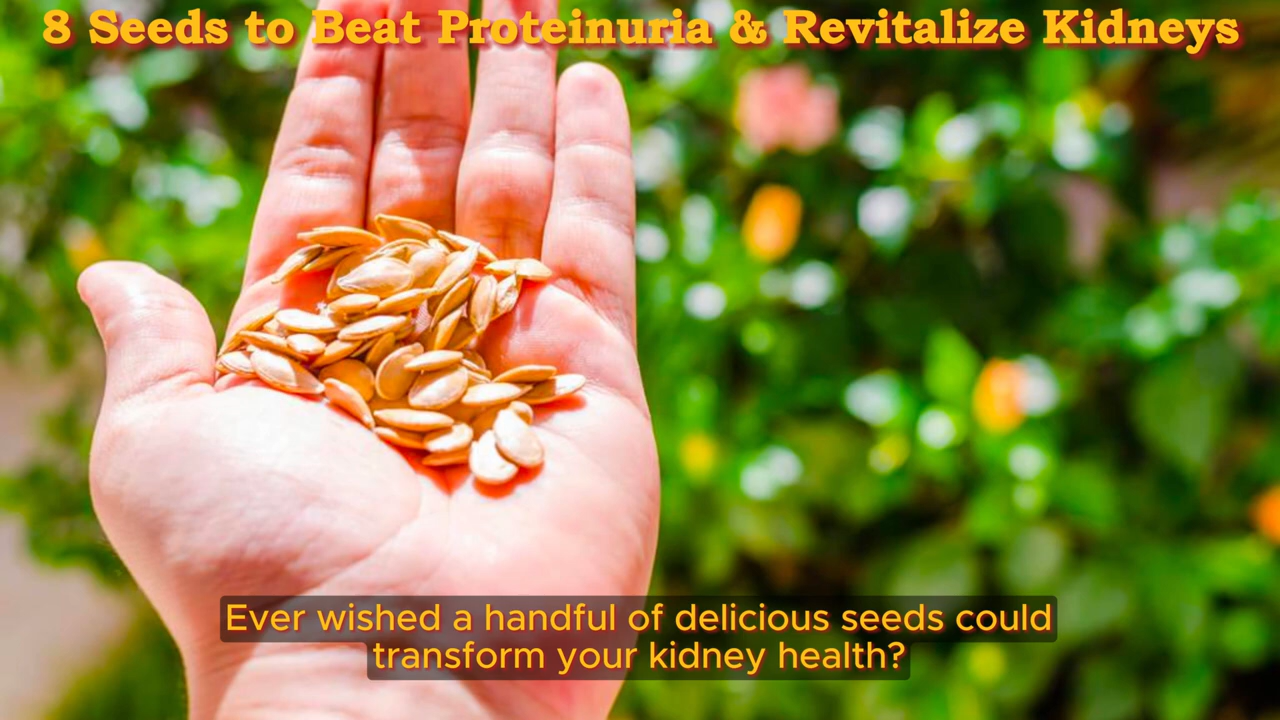 8 Seeds to Beat Proteinuria & Revitalize Kidneys
Ever wished a handful of delicious seeds could
transform your kidney health?